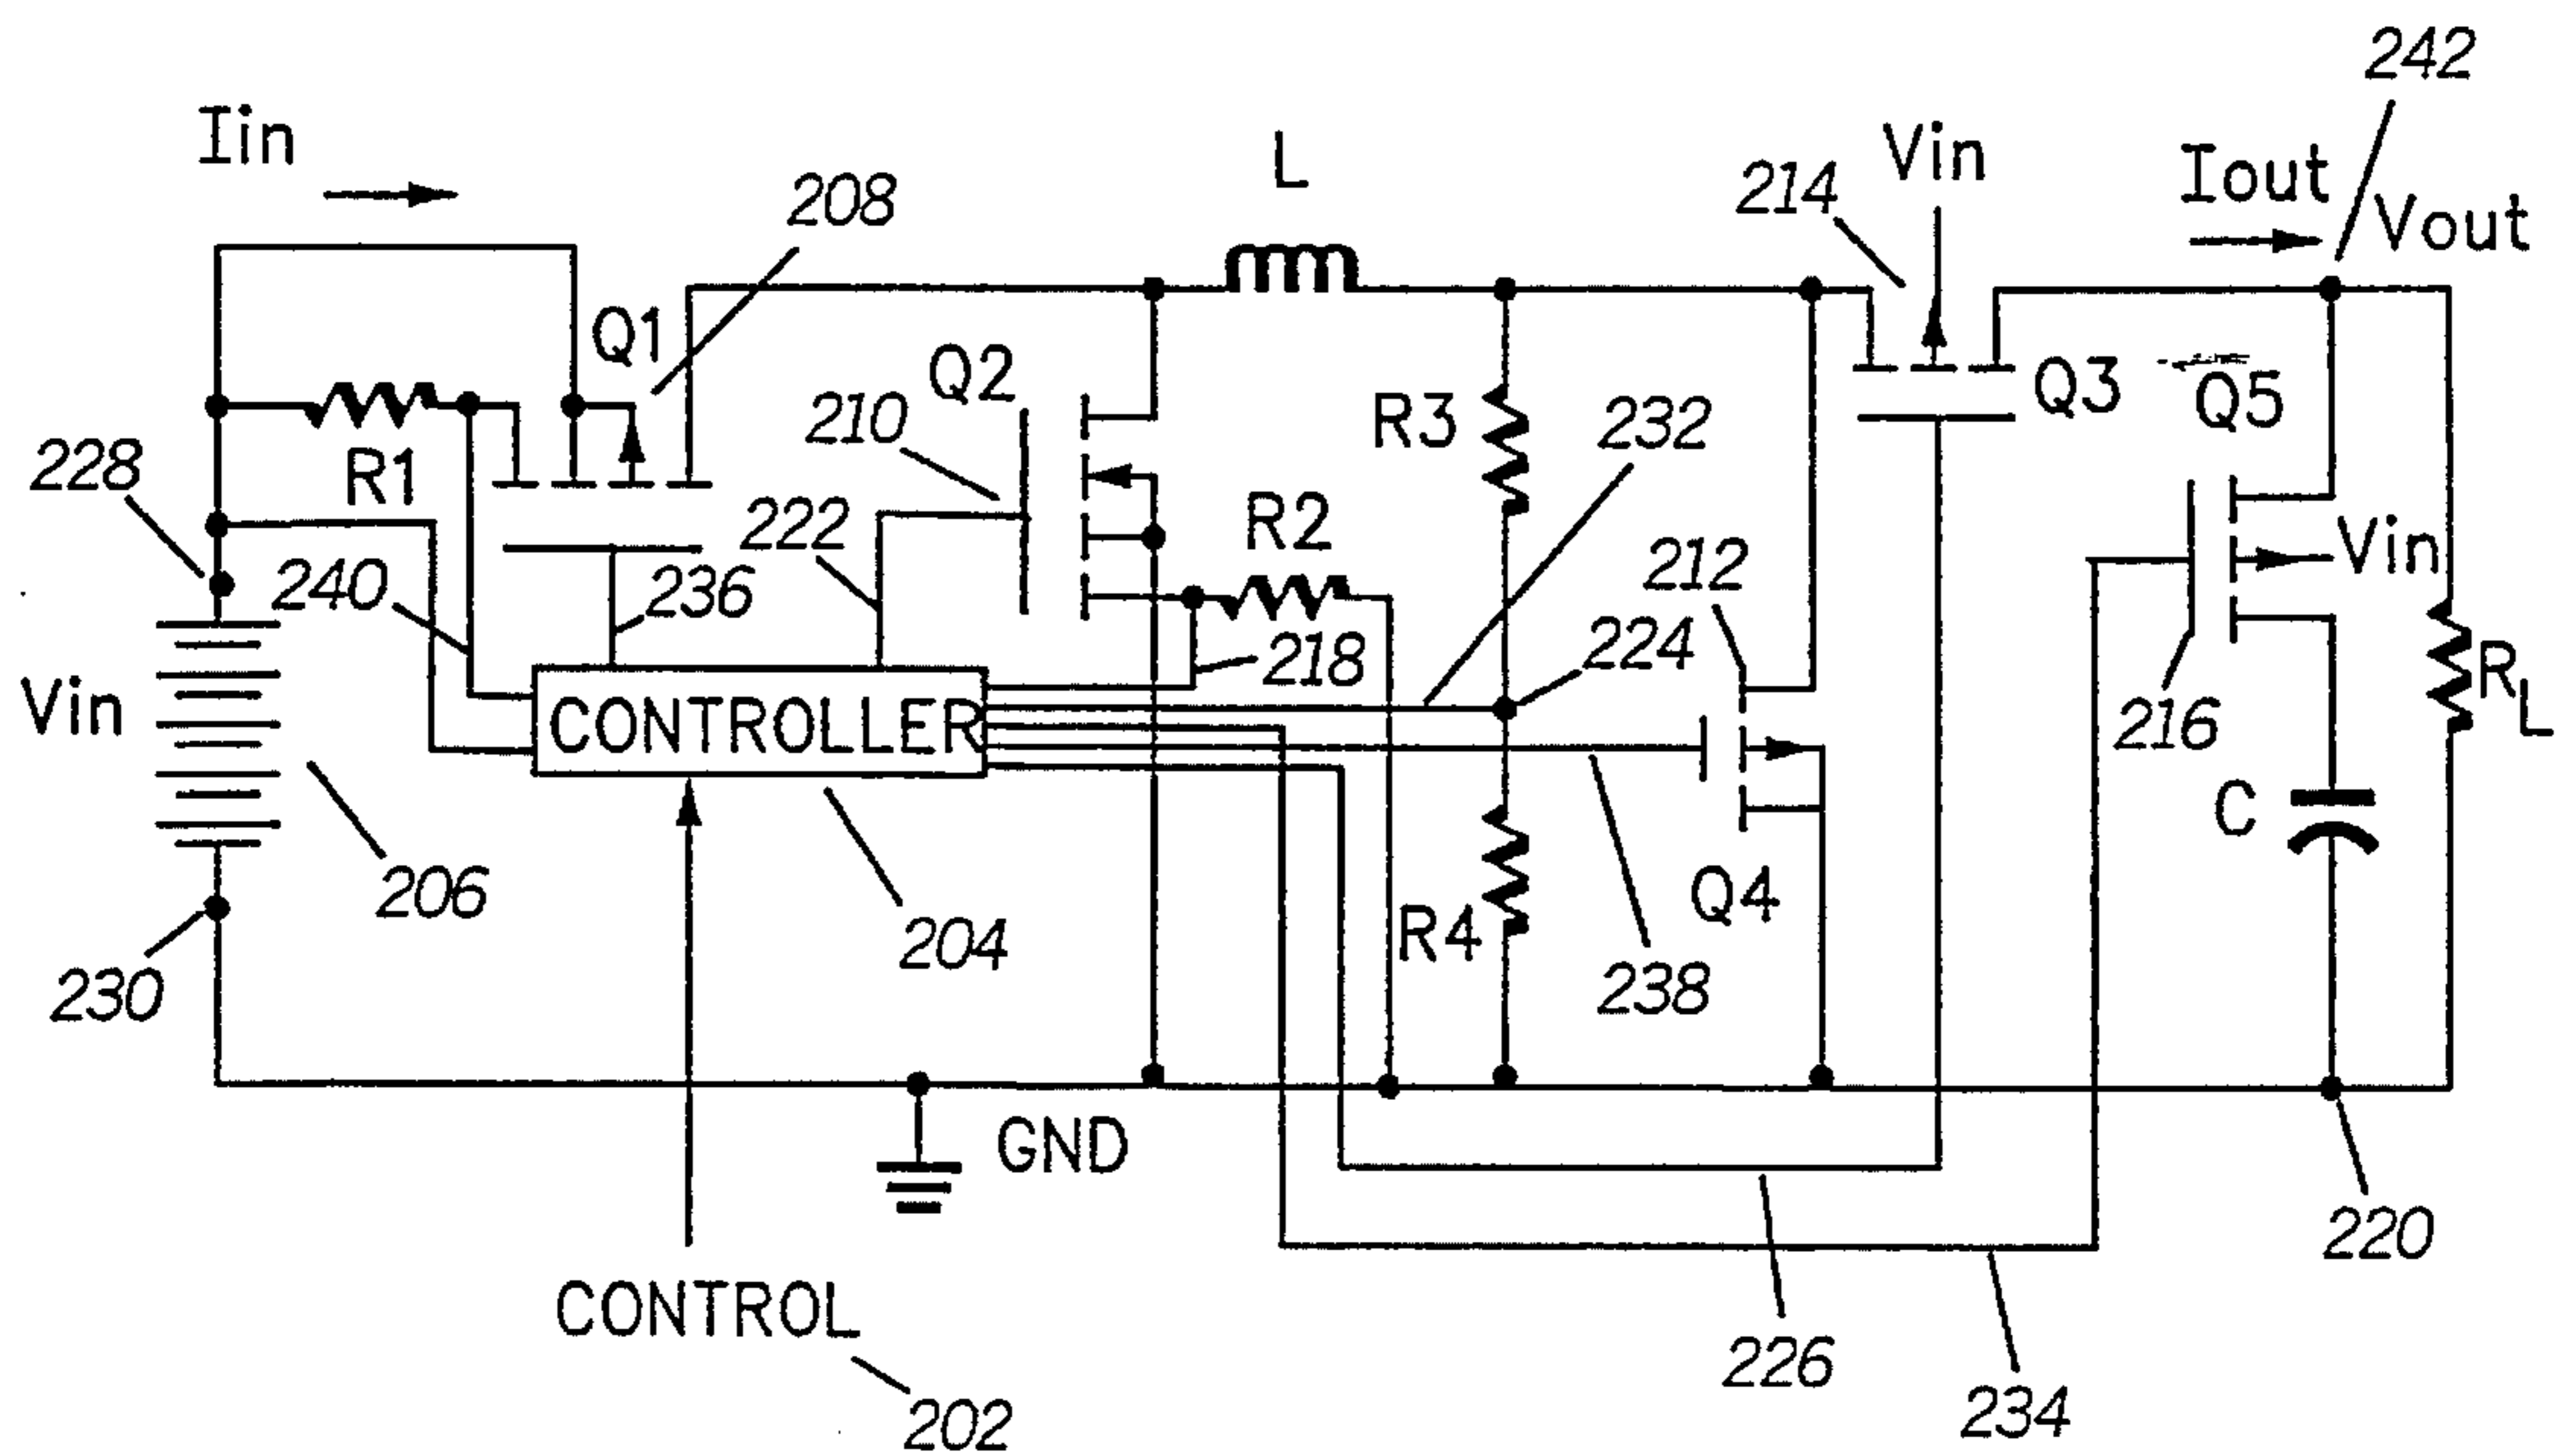 242
Iin
L
Vin
Iout
214
208
Vout
Q1
Q2
Q3
Q5
210
R3
232
228
R1
222
R2
212
Vin
240
236
218
224
Vin
CONTROLLER
216
RL
C
206
204
R4
Q4
230
238
GND
220
CONTROL
226
202
234